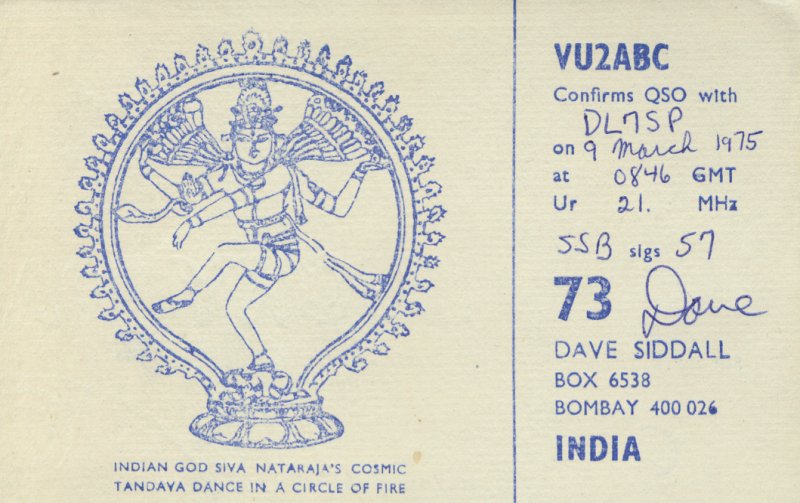 VU2ABC
Confirms QSO with
DL7SP
on 9 March 1975
at 0846 GMT
Ur 21. MHz
SSB sigs 57
73 Dave
DAVE SIDDALL
BOX 6538
BOMBAY 400 026
INDIA
INDIAN GOD SIVA NATARAJA'S COSMIC
TANDAVA DANCE IN A CIRCLE OF FIRE